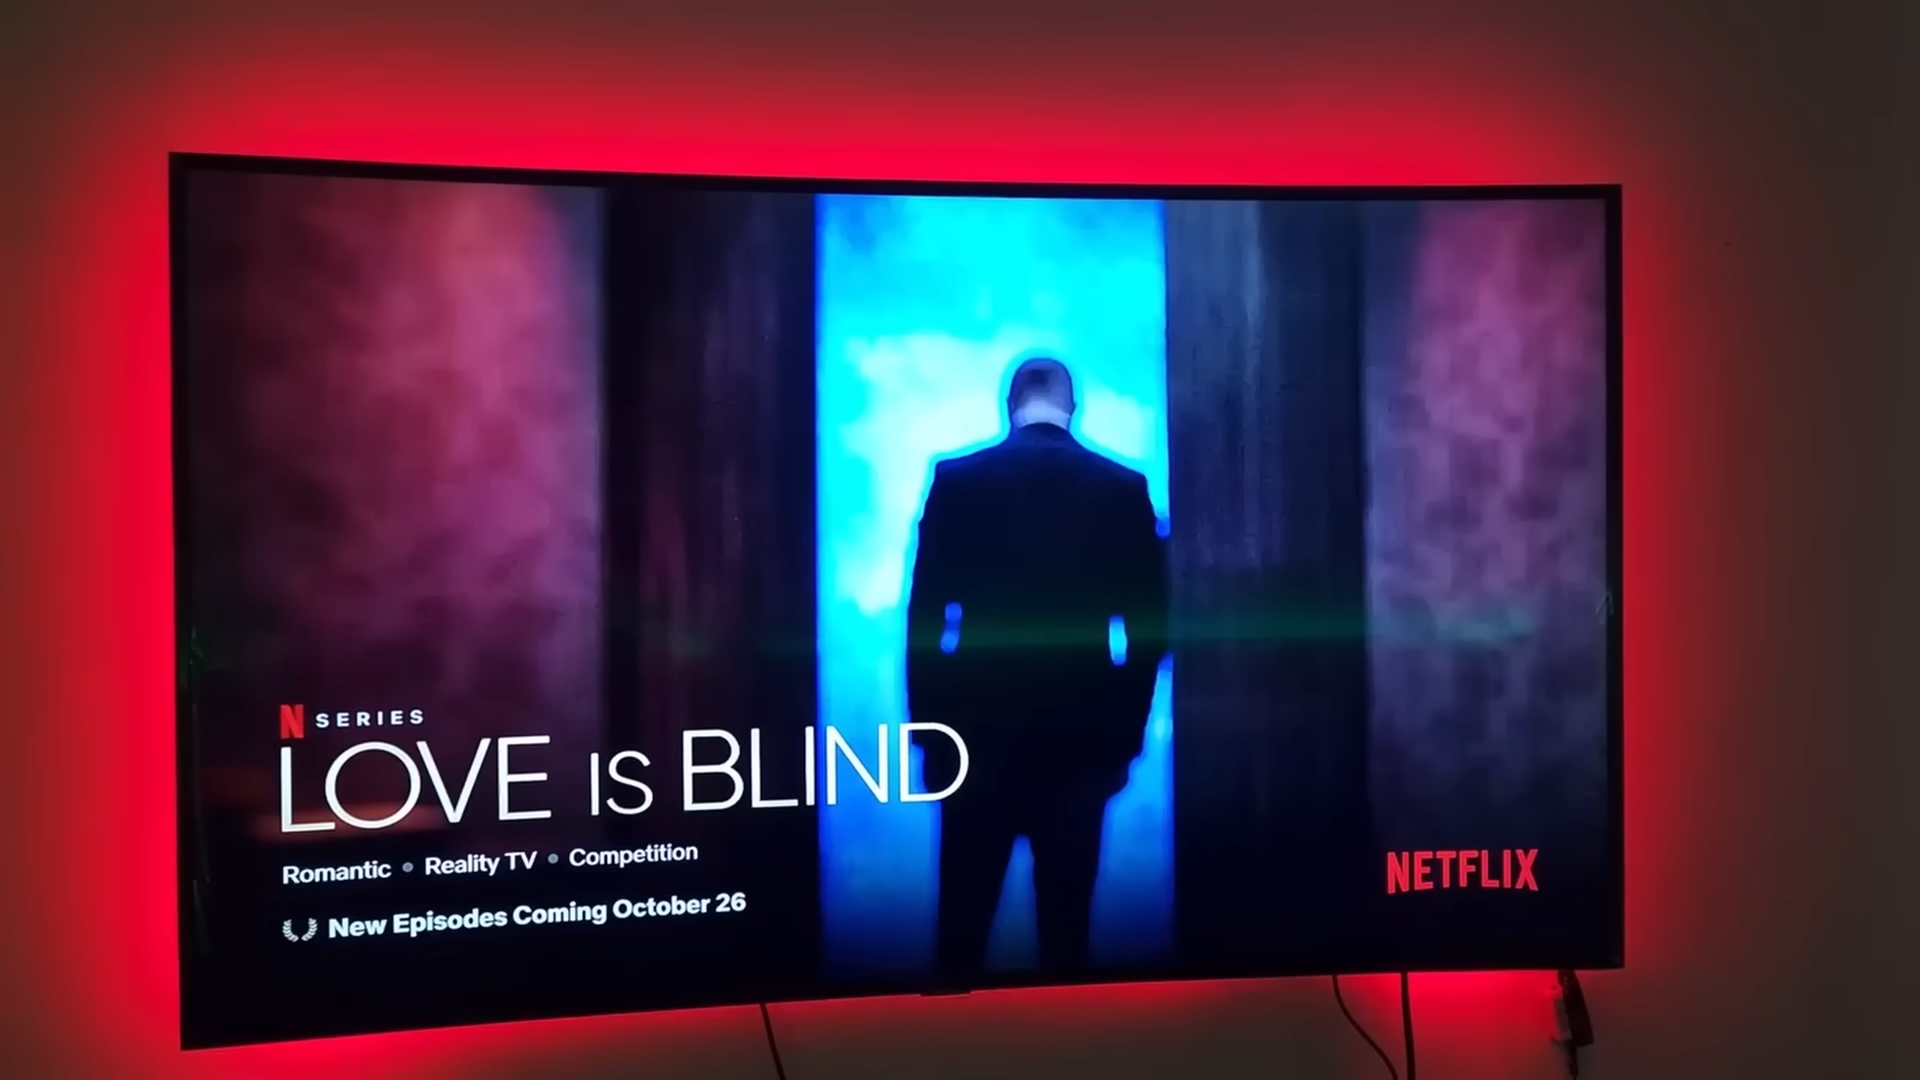 N SERIES
LOVE IS BLIND
Romantic • Reality TV • Competition
New Episodes Coming October 26
NETFLIX